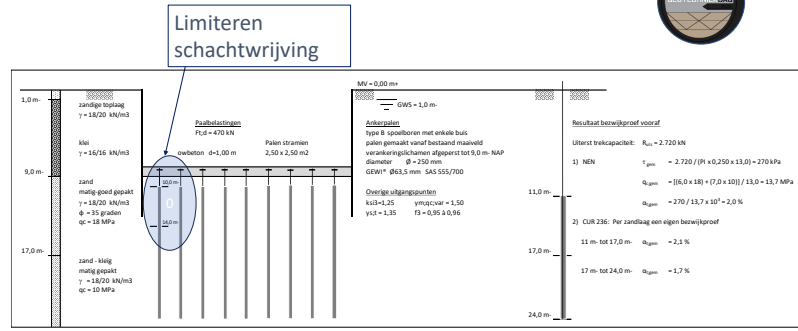 Limiteren
schachtwrijving
MV = 0,00 m+
GWS = 1,0 m-
1,0 m-
9,0 m-
17,0 m-
zandige toplaag
γ = 18/20 kN/m3
klei
γ = 16/16 kN/m3
zand
matig-goed gepakt
γ = 18/20 kN/m3
ϕ = 35 graden
qc = 18 MPa
zand - kleiig
matig gepakt
γ = 18/20 kN/m3
qc = 10 MPa
Paalbelastingen
Ft;d = 470 kN
Palen stramien
owbeton d=1,00 m
2,50 x 2,50 m2
10,0 m-
0
14,0 m-
Ankerpalen
type B spoelboren met enkele buis
palen gemaakt vanaf bestaand maaiveld
verankeringslichamen afgeperst tot 9,0 m- NAP
diameter Ø = 250 mm
GEWI® Ø63,5 mm SAS 555/700
Overige uitgangspunten
ksi3=1,25 γm;qc;var = 1,50
γs;t = 1,35 f3 = 0,95 à 0,96
11,0 m-
17,0 m-
24,0 m-
Resultaat bezwijkproef vooraf
Uiterst trekcapaciteit: = 2.720 kN
1) NEN τ gem = 2.720 / (PI x 0,250 x 13,0) = 270 kPa
= [(6,0 x 18) + (7,0 x 10)] / 13,0 = 13,7 MPa
= 270 / 13,7 x 10³ = 2,0 %
2) CUR 236: Per zandlaag een eigen bezwijkproef
11 m- tot 17,0 m- = 2,1 %
17 m- tot 24,0 m- = 1,7 %